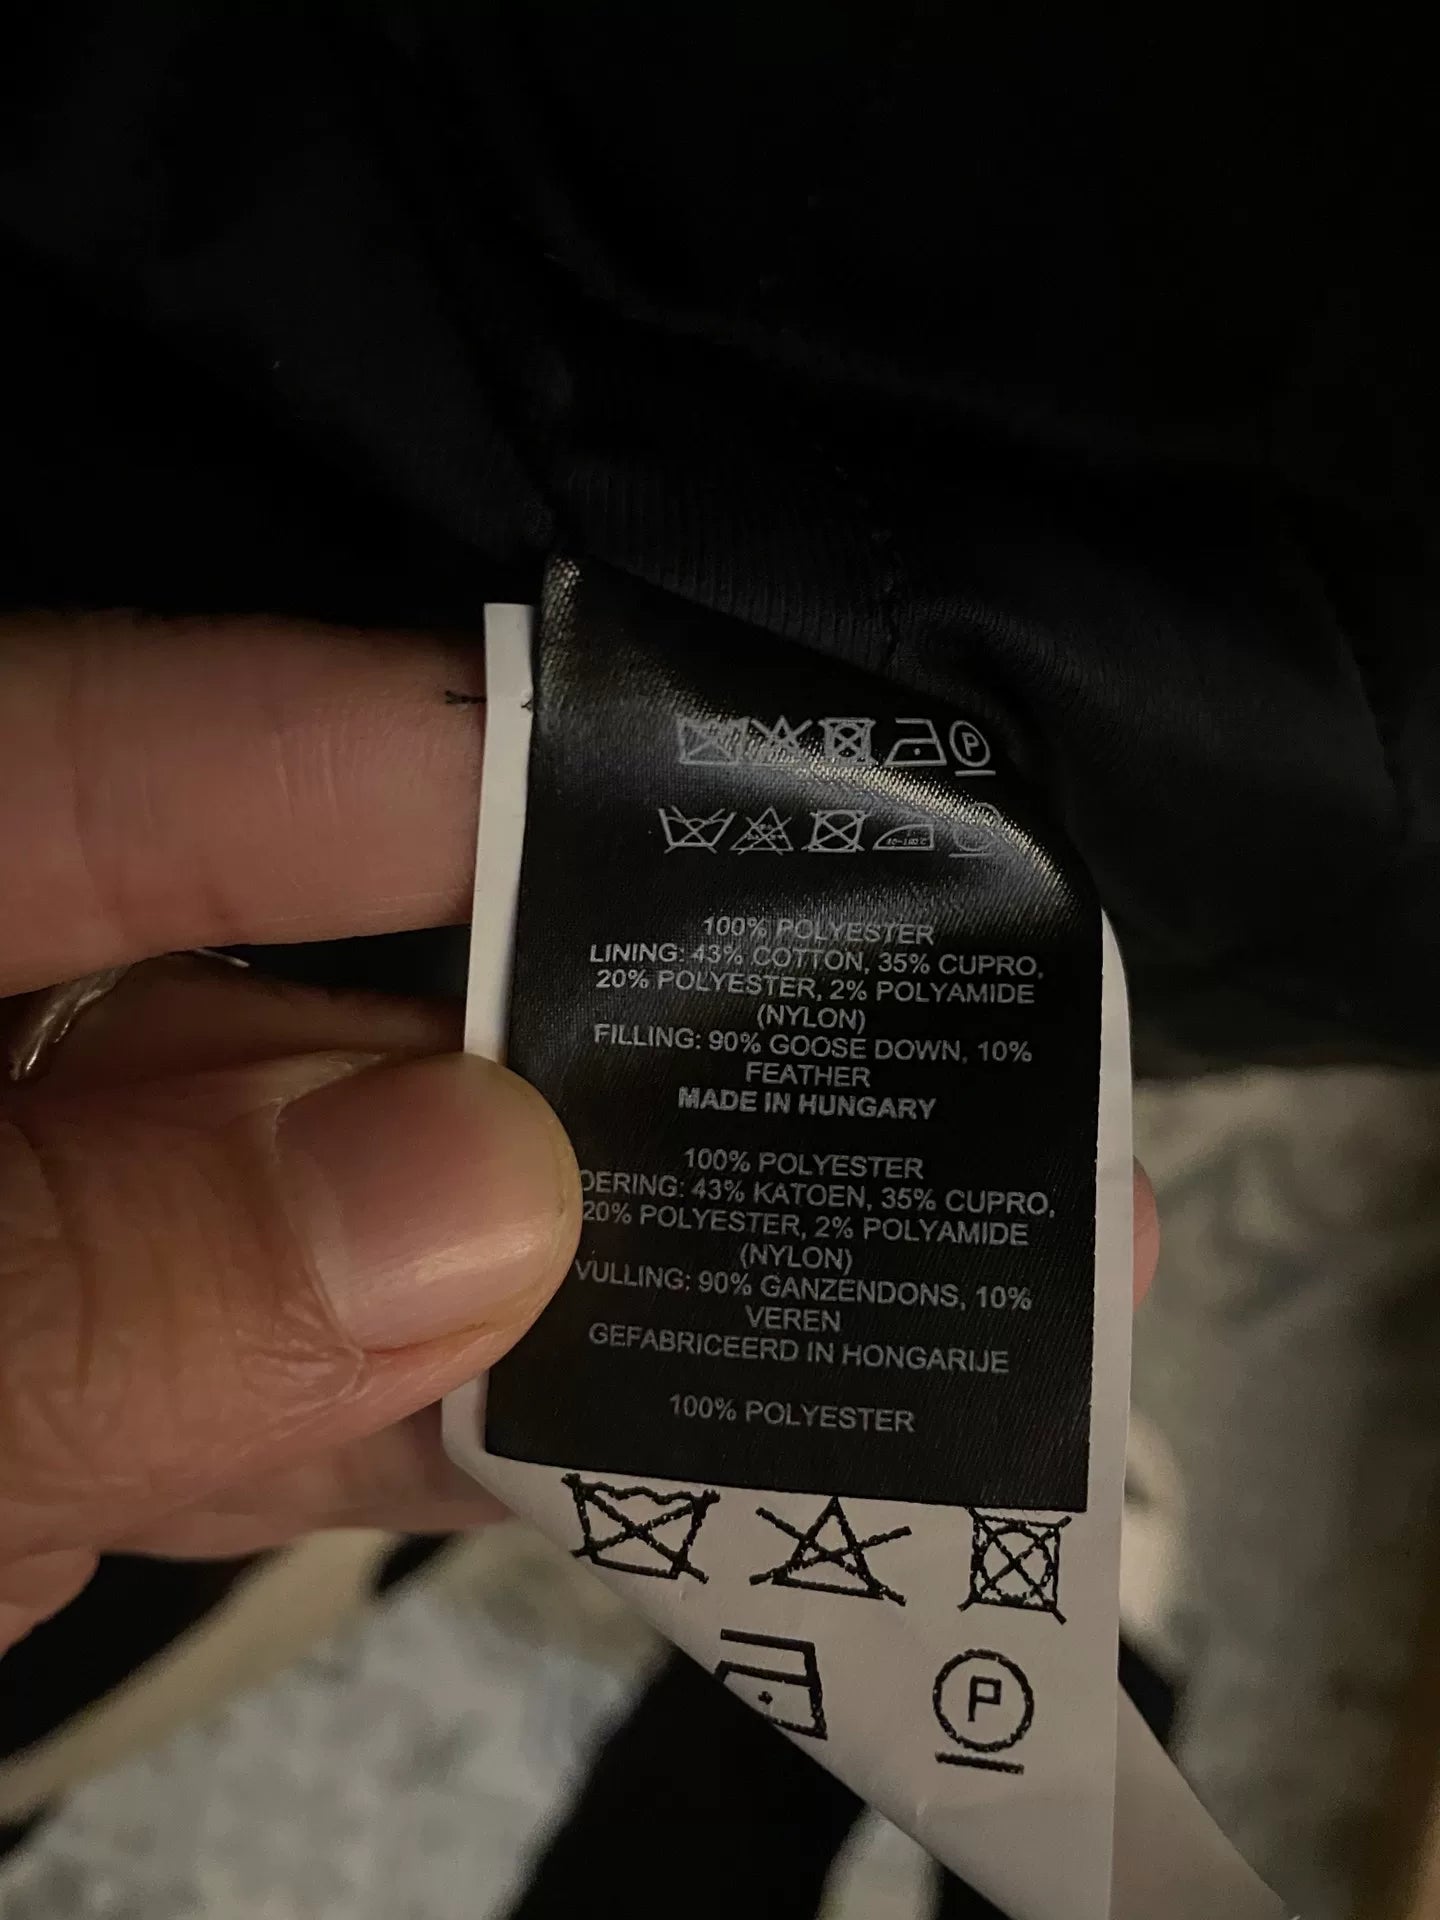 P
100% POLYESTER
LINING: 43% COTTON, 35% CUPRO,
20% POLYESTER, 2% POLYAMIDE
(NYLON)
FILLING: 90% GOOSE DOWN, 10%
FEATHER
MADE IN HUNGARY
100% POLYESTER
OERING: 43% KATOEN, 35% CUPRO,
20% POLYESTER, 2% POLYAMIDE
(NYLON)
VULLING: 90% GANZENDONS, 10%
VEREN
GEFABRICEERD IN HONGARIJE
100% POLYESTER
P